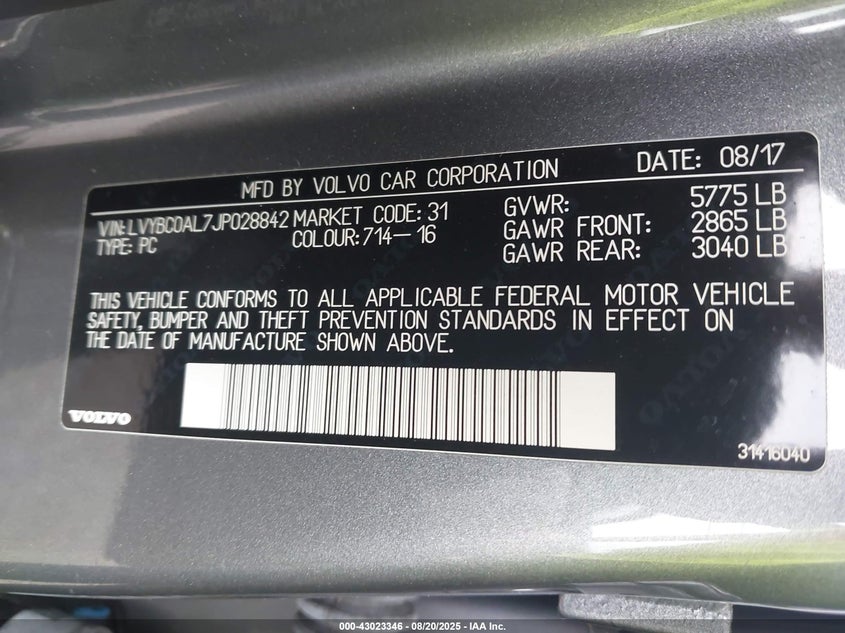 MFD BY VOLVO CAR CORPORATION DATE: 08/17
VIN: LVYBC0AL7JP028842 MARKET CODE: 31 GVWR: 5775 LB
TYPE: PC COLOUR: 714-16 GAWR FRONT: 2865 LB
GAWR REAR: 3040 LB
THIS VEHICLE CONFORMS TO ALL APPLICABLE FEDERAL MOTOR VEHICLE
SAFETY, BUMPER AND THEFT PREVENTION STANDARDS IN EFFECT ON
THE DATE OF MANUFACTURE SHOWN ABOVE.
VOLVO
31416040
000-43023346 - 08/20/2025 - IAA Inc.